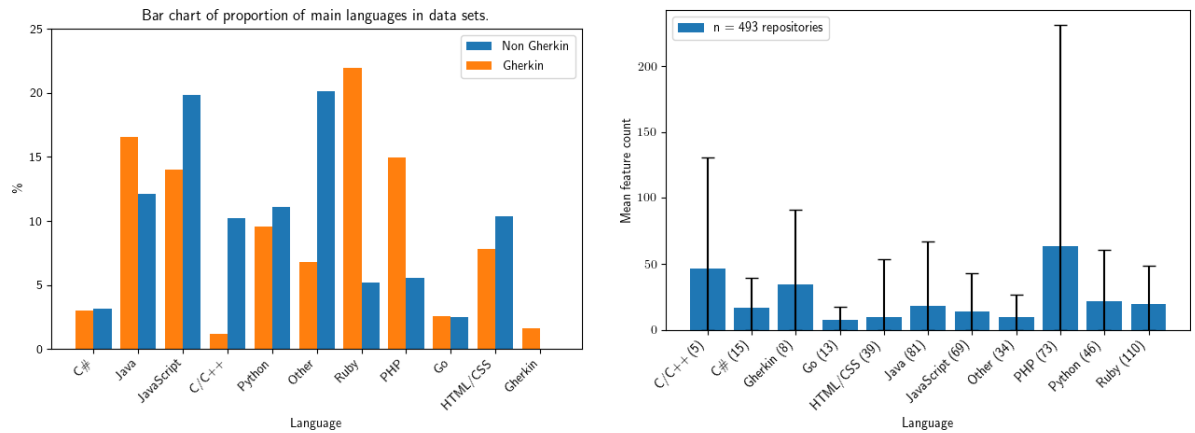 Bar chart of proportion of main languages in data sets.
25
20
15
10
5
0
%
Non Gherkin
Gherkin
C#
Java
JavaScript
C/C++
Python
Other
Ruby
PHP
Go
HTML/CSS
Gherkin
Language
n = 493 repositories
200
150
100
50
0
Mean feature count
C/C++ (5)
C# (15)
Gherkin (8)
Go (13)
HTML/CSS (39)
Java (81)
JavaScript (69)
Other (34)
PHP (73)
Python (46)
Ruby (110)
Language